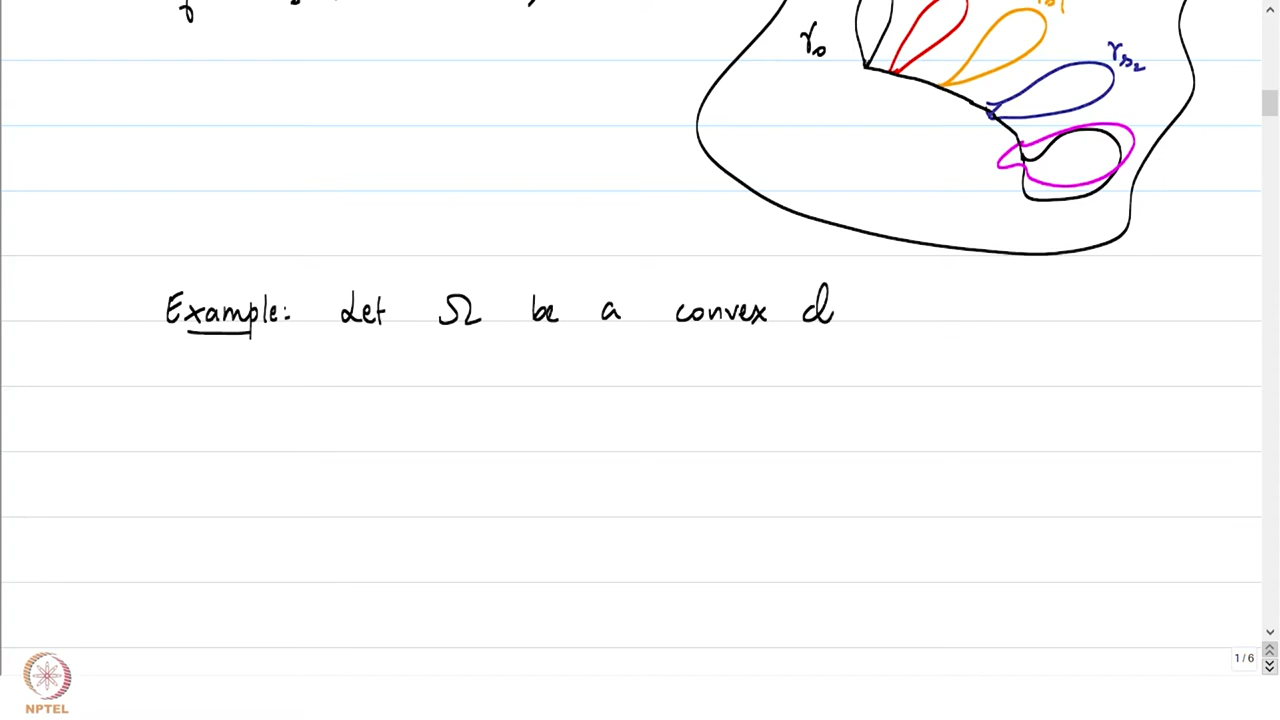 γ₀
γ_{s₂}
Example: Let Ω be a convex d
1 / 6
NPTEL